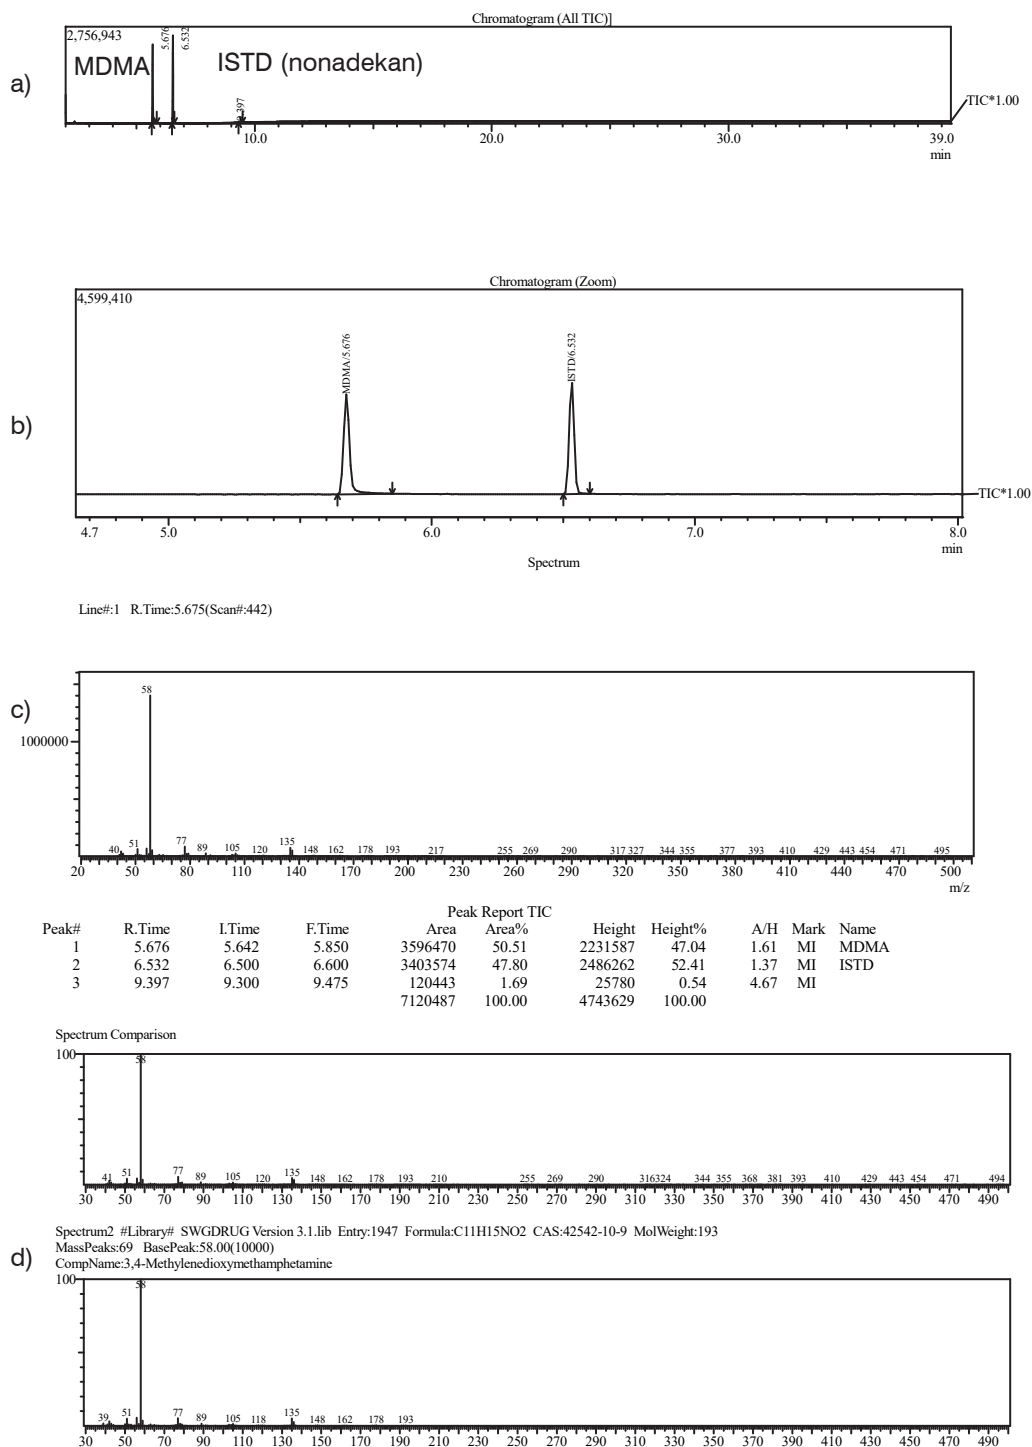 Chromatogram (All TIC)]
2,756,943
5.676
6.532
MDMA
ISTD (nonadekan)
a)
TIC*1.00
10.0 20.0 30.0 39.0
min
Chromatogram (Zoom)
4,599,410
MDMA/5.676
ISTD/6.532
b)
TIC*1.00
4.7 5.0 6.0 7.0 8.0
min
Spectrum
Line#:1 R.Time:5.675(Scan#:442)
58
c)
1000000
40 51 77 89 105 120 135 148 162 178 193 217 255 269 290 317 327 344 355 377 393 410 429 443 454 471 495
20 50 80 110 140 170 200 230 260 290 320 350 380 410 440 470 500
m/z
Peak Report TIC
Peak# R.Time I.Time F.Time Area Area% Height Height% A/H Mark Name
1 5.676 5.642 5.850 3596470 50.51 2231587 47.04 1.61 MI MDMA
2 6.532 6.500 6.600 3403574 47.80 2486262 52.41 1.37 MI ISTD
3 9.397 9.300 9.475 120443 1.69 25780 0.54 4.67 MI
7120487 100.00 4743629 100.00
Spectrum Comparison
100
58
41 51 77 89 105 120 135 148 162 178 193 210 255 269 290 316 324 344 355 368 381 393 410 429 443 454 471 494
30 50 70 90 110 130 150 170 190 210 230 250 270 290 310 330 350 370 390 410 430 450 470 490
Spectrum2 #Library# SWGDRUG Version 3.1.lib Entry:1947 Formula:C11H15NO2 CAS:42542-10-9 MolWeight:193
MassPeaks:69 BasePeak:58.00(10000)
d)
CompName:3,4-Methylenedioxymethamphetamine
100
58
39 51 77 89 105 118 135 148 162 178 193
30 50 70 90 110 130 150 170 190 210 230 250 270 290 310 330 350 370 390 410 430 450 470 490